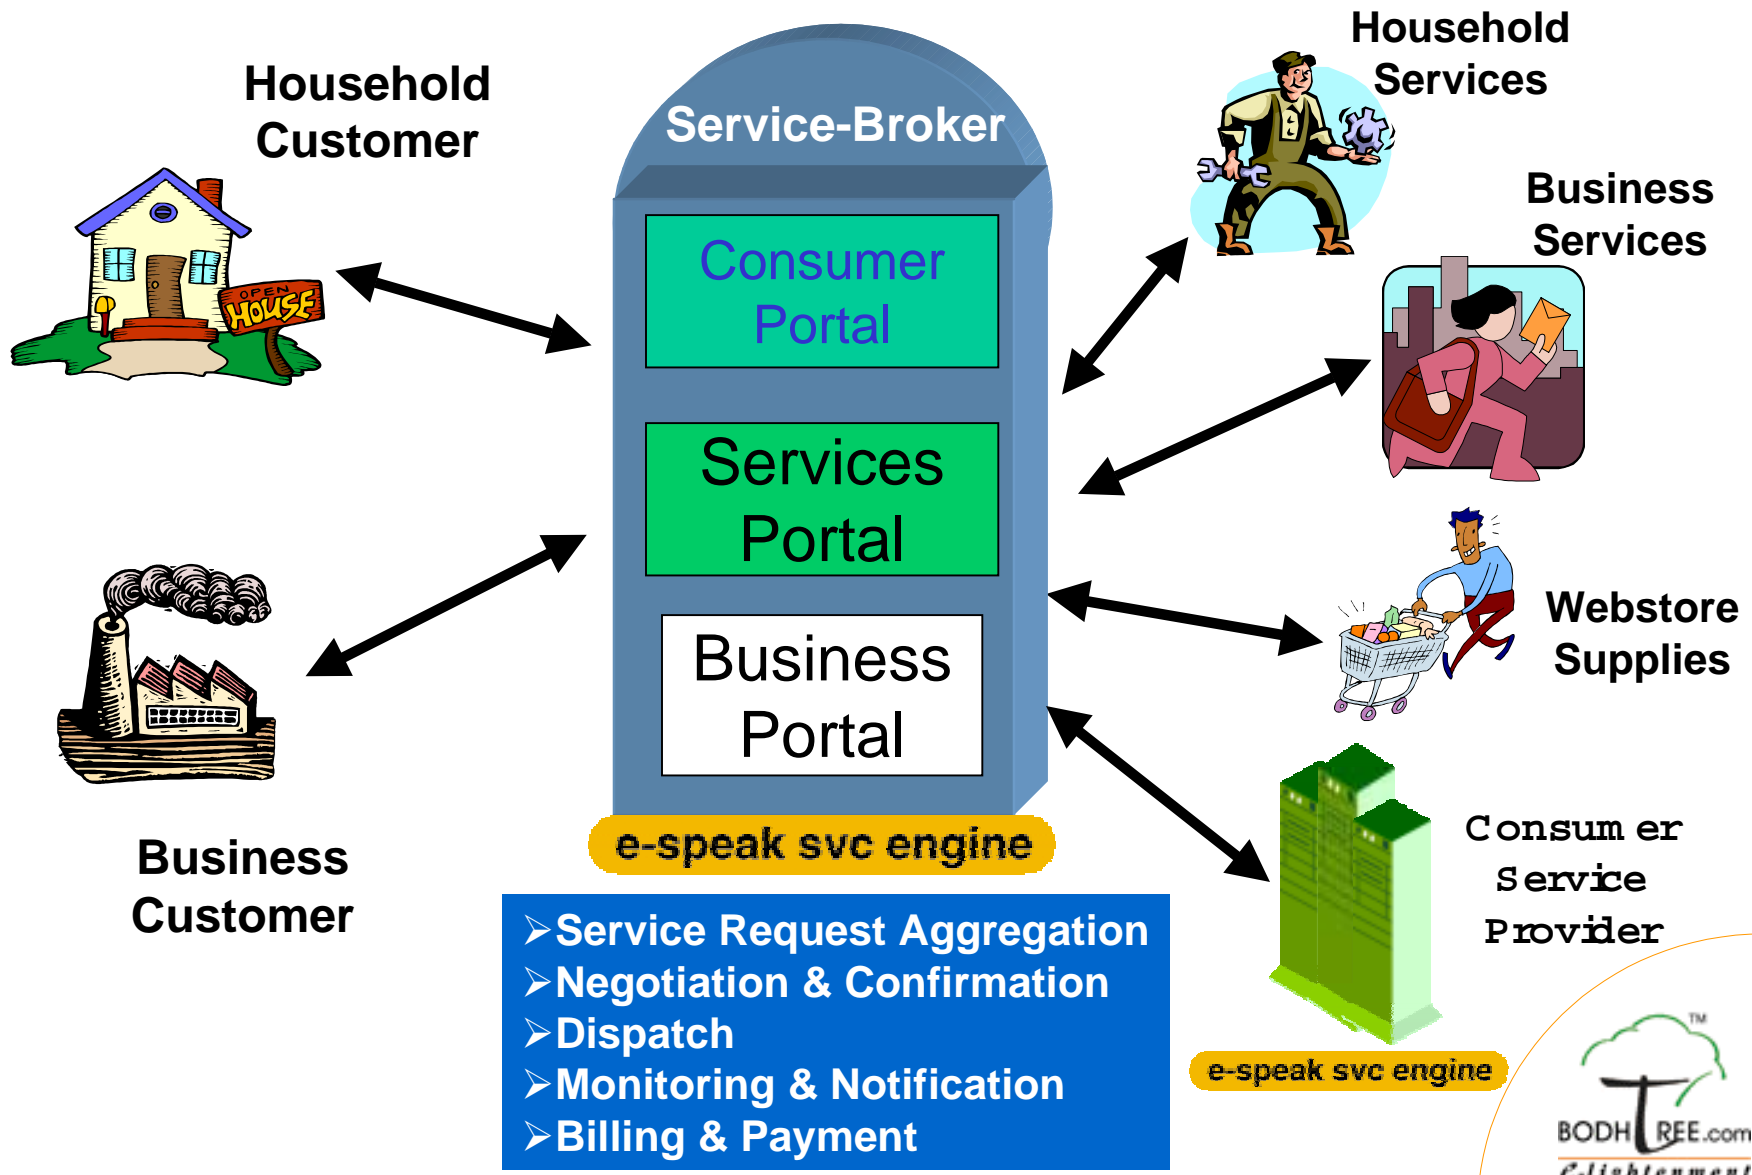 Household
Customer
OPEN
HOUSE
Business
Customer
Service-Broker
Consumer
Portal
Services
Portal
Business
Portal
e-speak svc engine
➢Service Request Aggregation
➢Negotiation & Confirmation
➢Dispatch
➢Monitoring & Notification
➢Billing & Payment
Household
Services
Business
Services
Webstore
Supplies
Consumer
Service
Provider
e-speak svc engine
TM
BODHTREE.com
e-lightenment